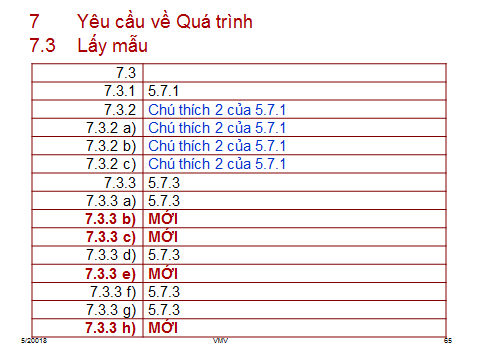 7 Yêu cầu về Quá trình
7.3 Lấy mẫu
7.3
7.3.1 5.7.1
7.3.2 Chú thích 2 của 5.7.1
7.3.2 a) Chú thích 2 của 5.7.1
7.3.2 b) Chú thích 2 của 5.7.1
7.3.2 c) Chú thích 2 của 5.7.1
7.3.3 5.7.3
7.3.3 a) 5.7.3
7.3.3 b) MỚI
7.3.3 c) MỚI
7.3.3 d) 5.7.3
7.3.3 e) MỚI
7.3.3 f) 5.7.3
7.3.3 g) 5.7.3
7.3.3 h) MỚI
5/20018 VMV 65